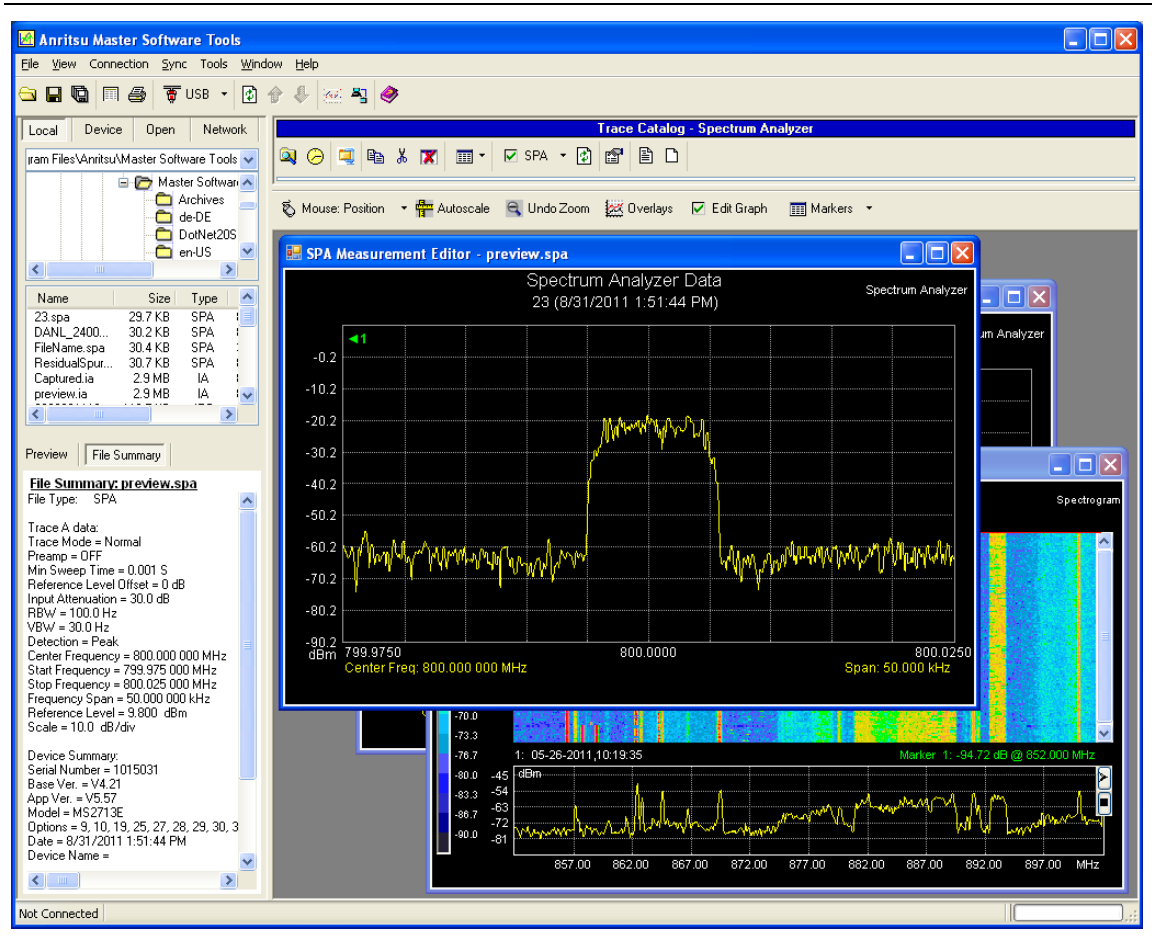 Anritsu Master Software Tools
File View Connection Sync Tools Window Help
USB
Local Device Open Network
Trace Catalog - Spectrum Analyzer
ram Files\Anritsu\Master Software Tools
SPA
Master Softwar
Archives
de-DE
DotNet20S
en-US
Mouse: Position Autoscale Undo Zoom Overlays Edit Graph Markers
Name Size Type
23.spa 29.7 KB SPA
DANL_2400... 30.2 KB SPA
FileName.spa 30.4 KB SPA
ResidualSpur... 30.7 KB SPA
Captured.ia 2.9 MB IA
preview.ia 2.9 MB IA
Preview File Summary
File Summary: preview.spa
File Type: SPA
Trace A data:
Trace Mode = Normal
Preamp = OFF
Min Sweep Time = 0.001 S
Reference Level Offset = 0 dB
Input Attenuation = 30.0 dB
RBW = 100.0 Hz
VBW = 30.0 Hz
Detection = Peak
Center Frequency = 800.000 000 MHz
Start Frequency = 799.975 000 MHz
Stop Frequency = 800.025 000 MHz
Frequency Span = 50.000 000 kHz
Reference Level = 9.800 dBm
Scale = 10.0 dB/div
Device Summary:
Serial Number = 1015031
Base Ver. = V4.21
App Ver. = V5.57
Model = MS2713E
Options = 9, 10, 19, 25, 27, 28, 29, 30, 3
Date = 8/31/2011 1:51:44 PM
Device Name =
Not Connected
SPA Measurement Editor - preview.spa
Spectrum Analyzer Data
23 (8/31/2011 1:51:44 PM)
Spectrum Analyzer
1
-0.2
-10.2
-20.2
-30.2
-40.2
-50.2
-60.2
-70.2
-80.2
-90.2
dBm 799.9750 800.0000 800.0250
Center Freq: 800.000 000 MHz Span: 50.000 kHz
um Analyzer
Spectrogram
-70.0
-73.3
-76.7
-80.0
-83.3
-86.7
-90.0
1: 05-26-2011,10:19:35 Marker 1: -94.72 dB @ 852.000 MHz
dBm
-45
-54
-63
-72
-81
857.00 862.00 867.00 872.00 877.00 882.00 887.00 892.00 897.00 MHz